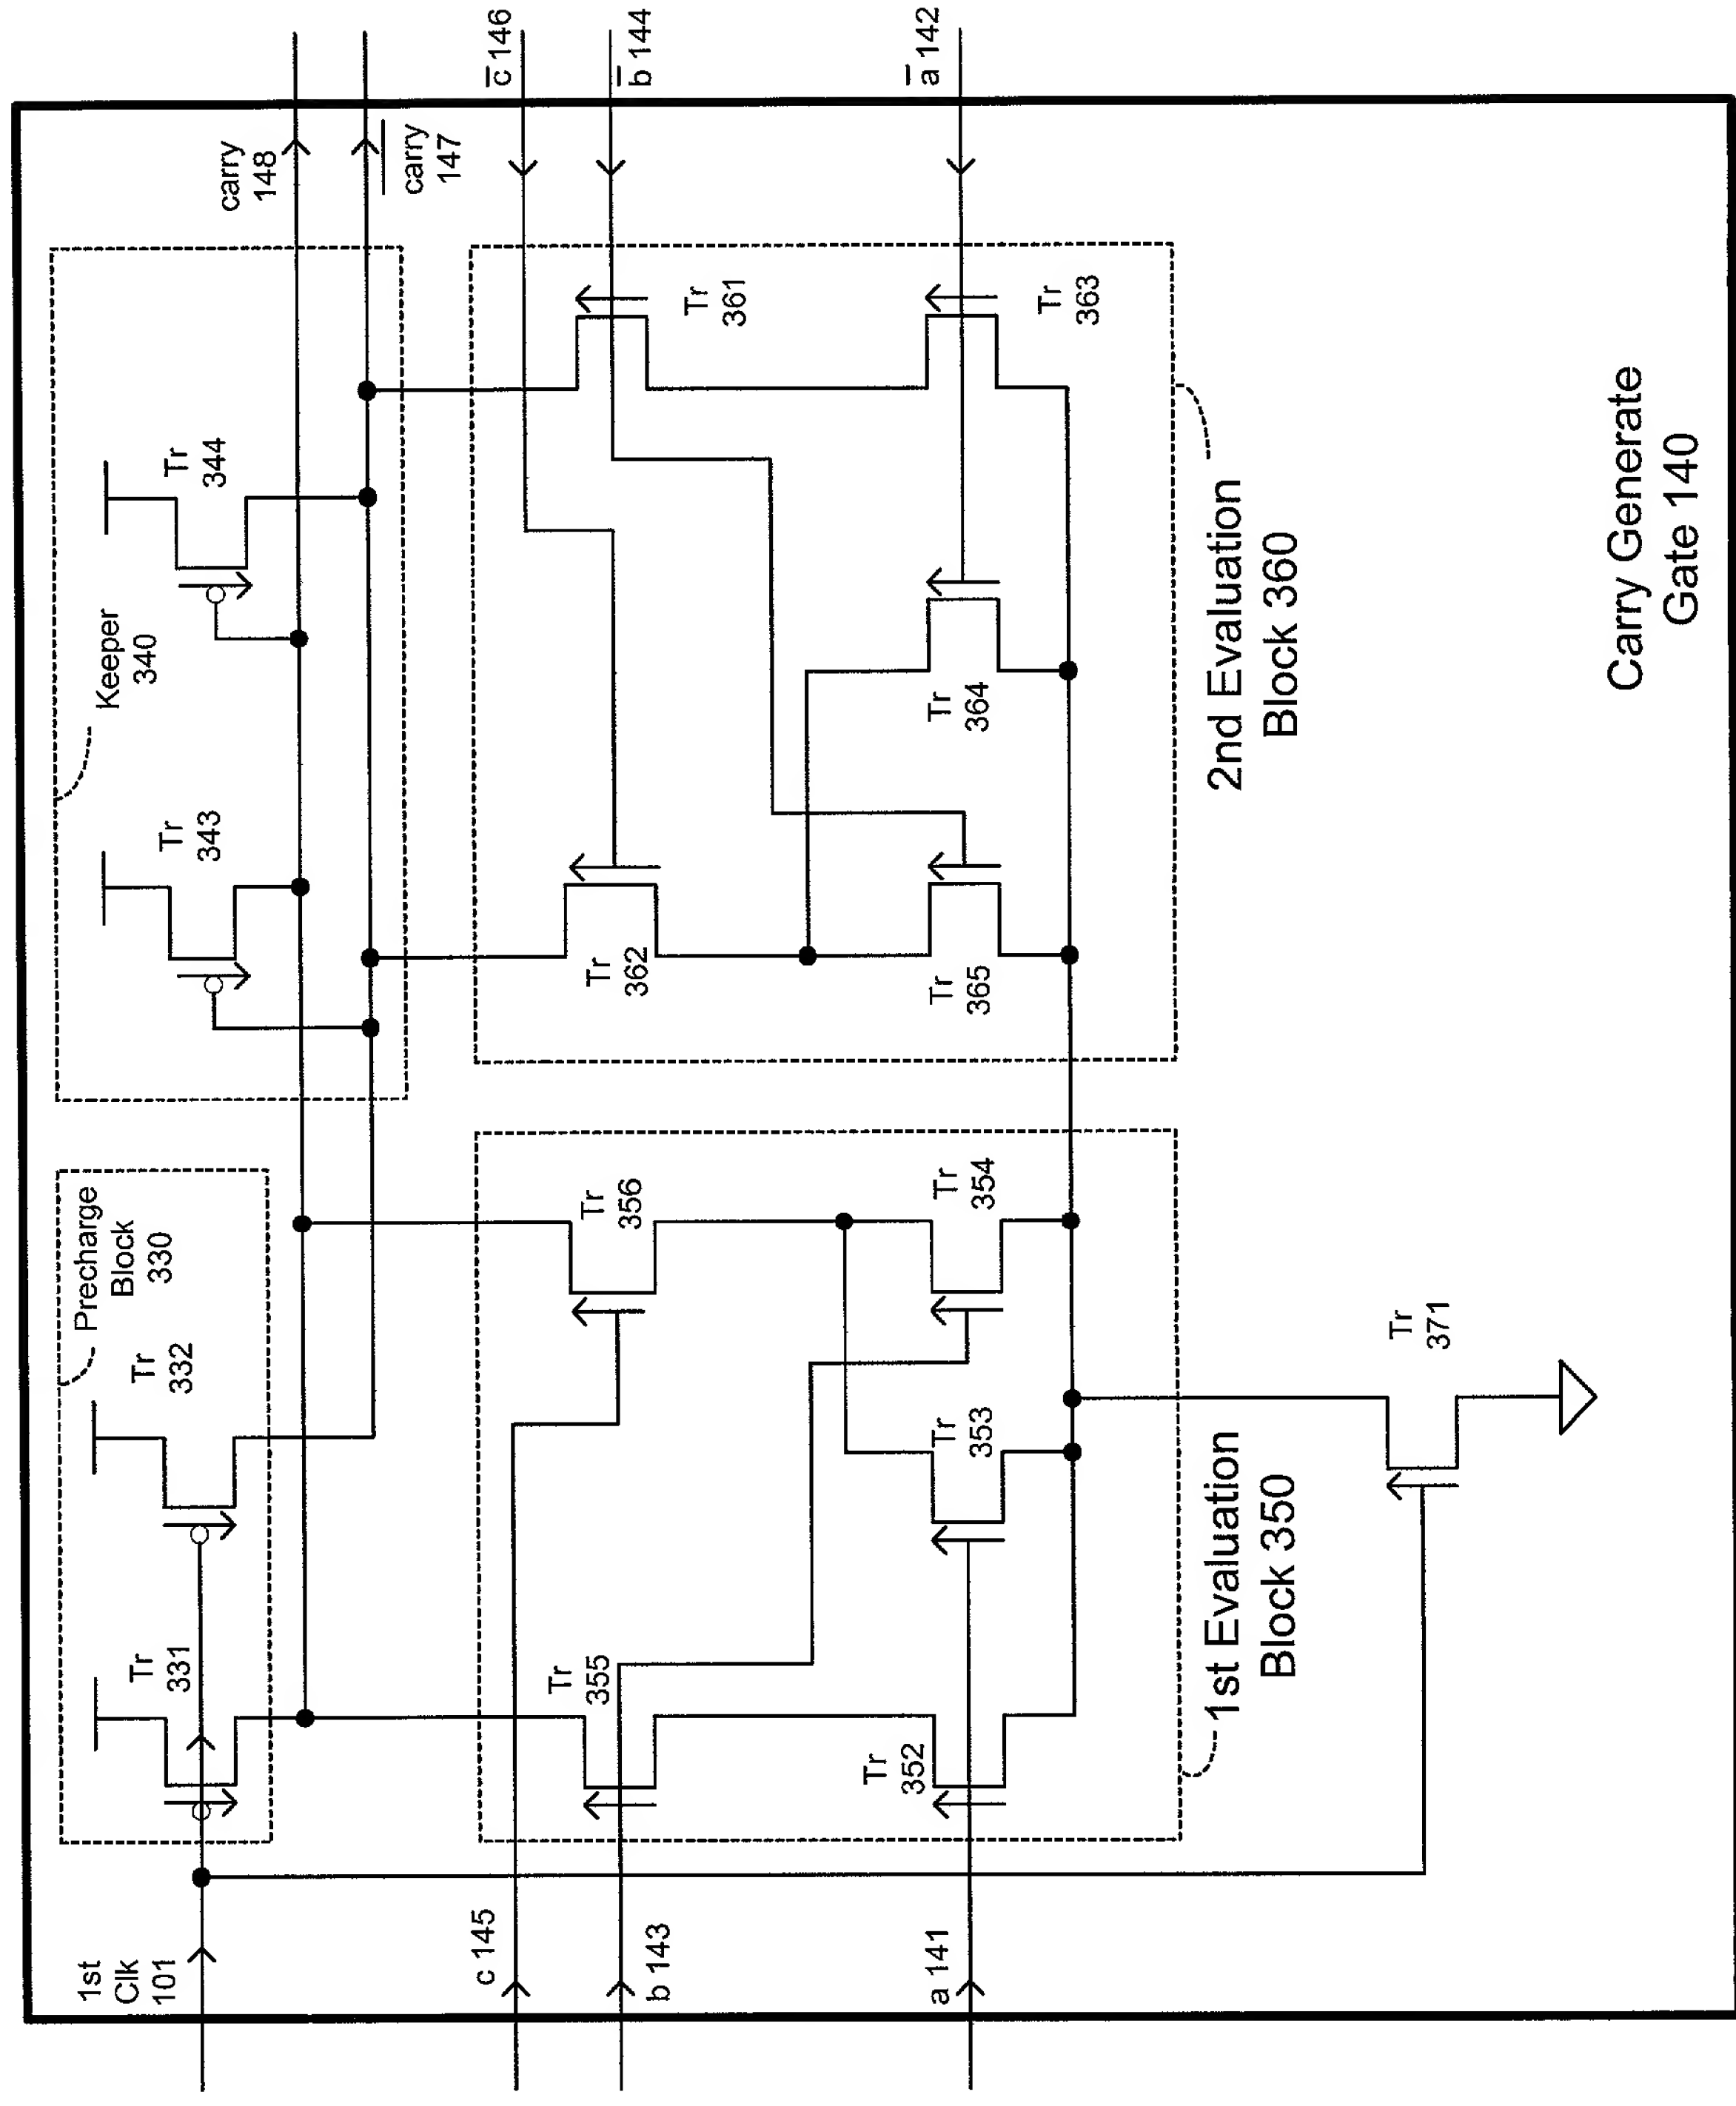 1st
Clk
101
c 145
b 143
a 141
Precharge
Block
330
Tr
331
Tr
332
Keeper
340
Tr
343
Tr
344
carry
148
carry
147
c 146
b 144
a 142
Tr
355
Tr
356
Tr
352
Tr
353
Tr
354
1st Evaluation
Block 350
Tr
362
Tr
361
Tr
365
Tr
364
Tr
363
2nd Evaluation
Block 360
Tr
371
Carry Generate
Gate 140